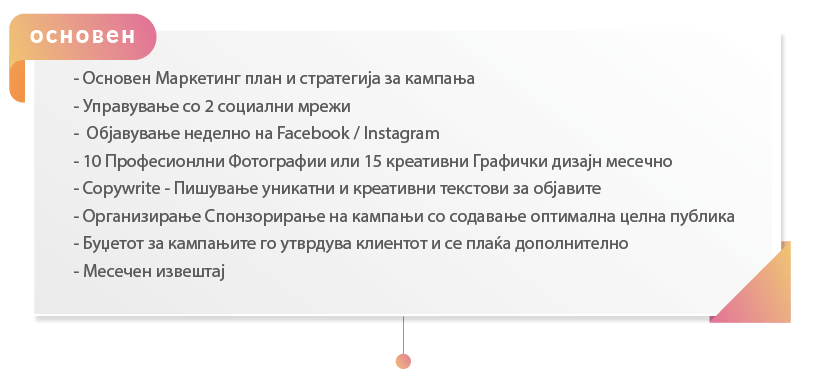 основен
- Основен Маркетинг план и стратегија за кампања
- Управување со 2 социални мрежи
- Објавување неделно на Facebook / Instagram
- 10 Професионлни Фотографии или 15 креативни Графички дизајн месечно
- Copywrite - Пишување уникатни и креативни текстови за објавите
- Организирање Спонзорирање на кампањи со содавање оптимална целна публика
- Буџетот за кампањите го утврдува клиентот и се плаќа дополнително
- Месечен извештај